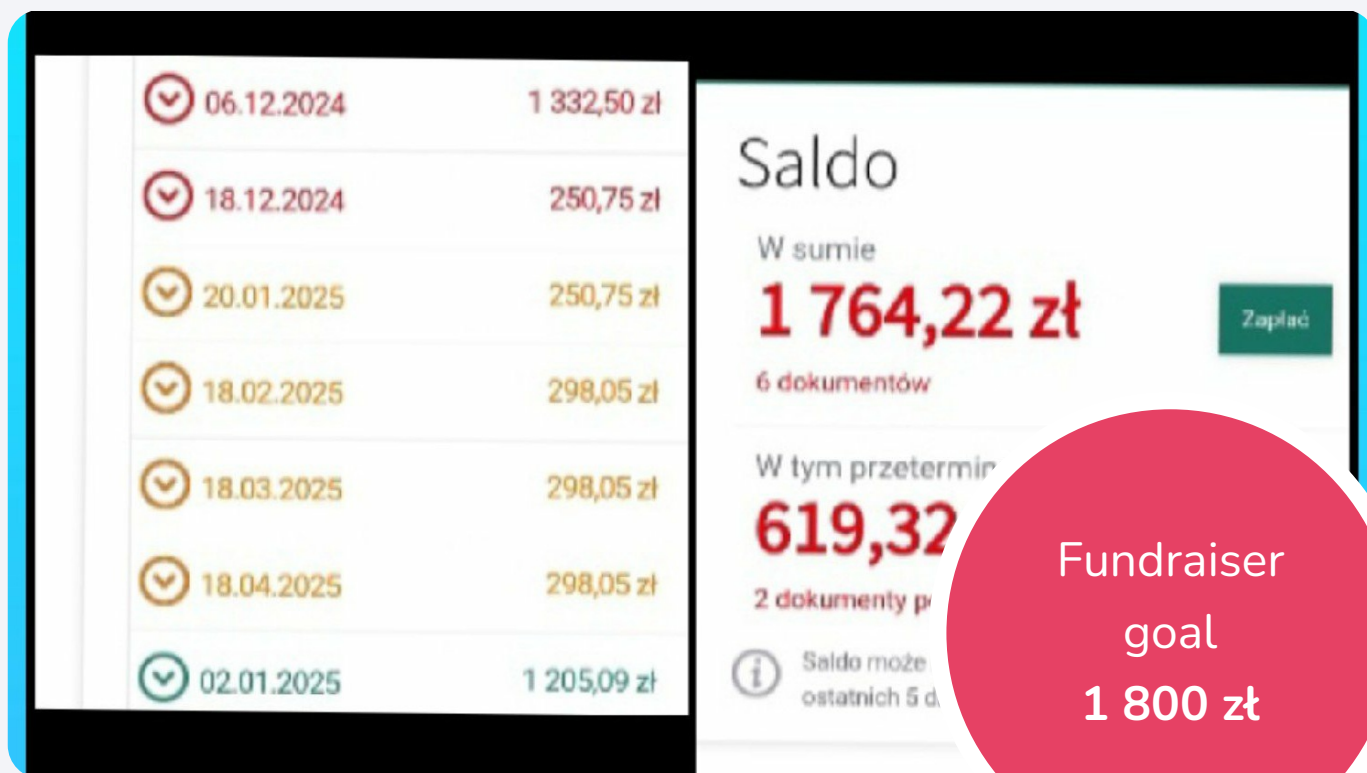 06.12.2024 1 332,50 zł
18.12.2024 250,75 zł
20.01.2025 250,75 zł
18.02.2025 298,05 zł
18.03.2025 298,05 zł
18.04.2025 298,05 zł
02.01.2025 1 205,09 zł
Saldo
W sumie
1 764,22 zł
Zapłać
6 dokumentów
W tym przetermin
619,32
2 dokumenty p
Saldo może
ostatnich 5 d
Fundraiser
goal
1 800 zł